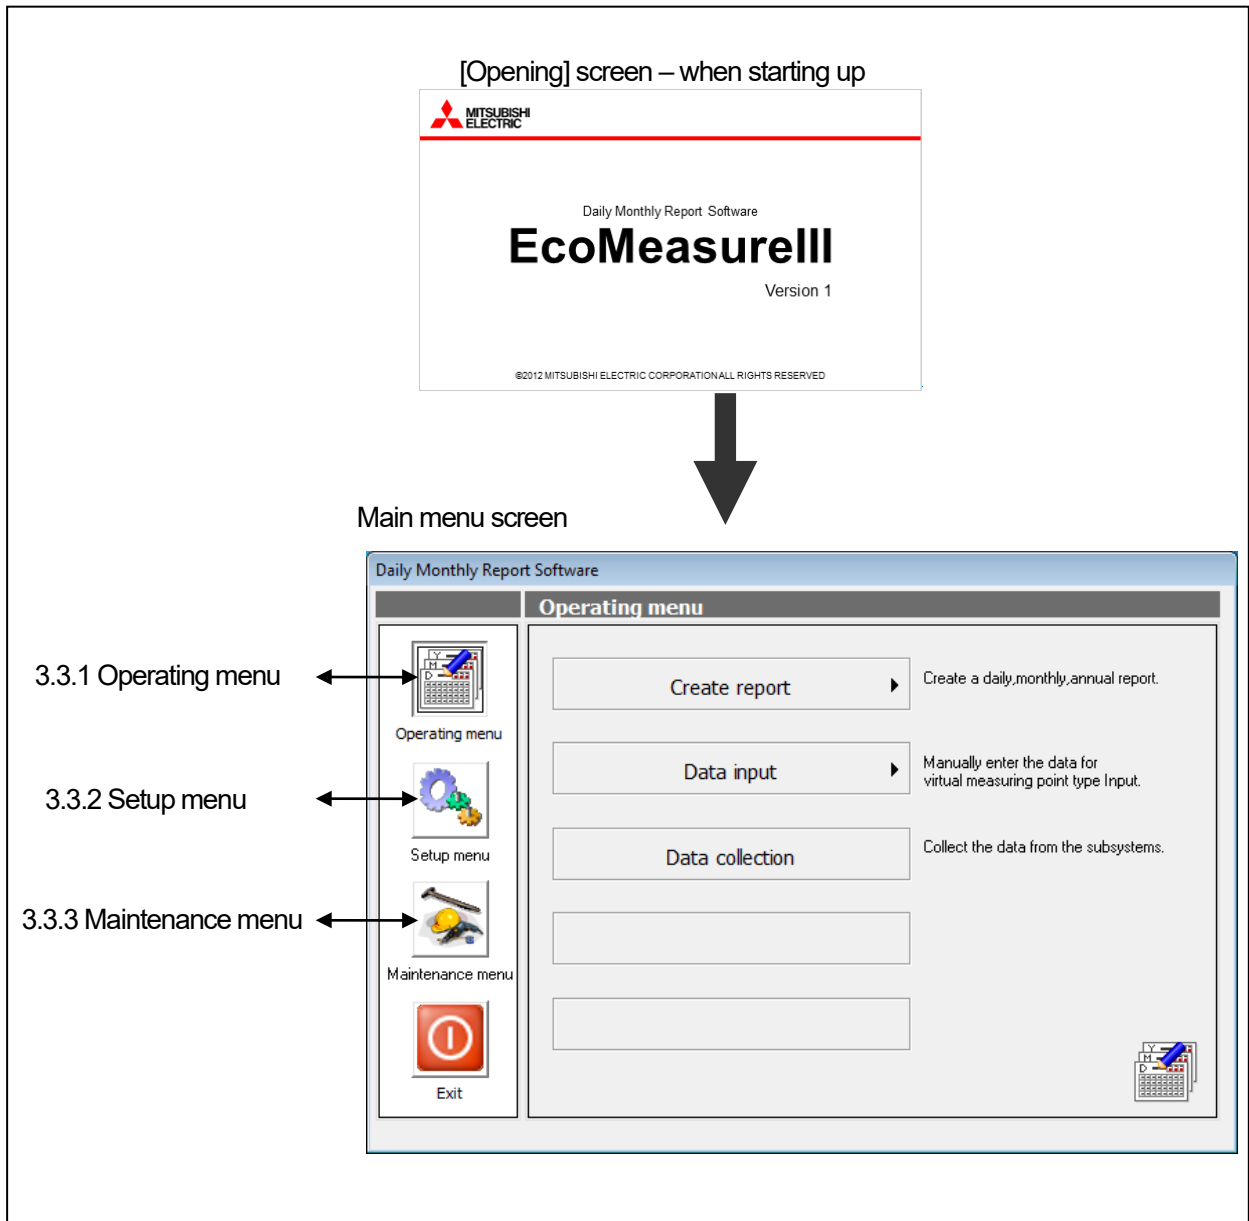 [Opening] screen – when starting up
MITSUBISHI
ELECTRIC
Daily Monthly Report Software
EcoMeasureIII
Version 1
©2012 MITSUBISHI ELECTRIC CORPORATION ALL RIGHTS RESERVED
Main menu screen
Daily Monthly Report Software
Operating menu
3.3.1 Operating menu
Operating menu
3.3.2 Setup menu
Setup menu
3.3.3 Maintenance menu
Maintenance menu
Exit
Create report
Create a daily,monthly,annual report.
Data input
Manually enter the data for
virtual measuring point type Input.
Data collection
Collect the data from the subsystems.
Y
M
D
Y
M
D